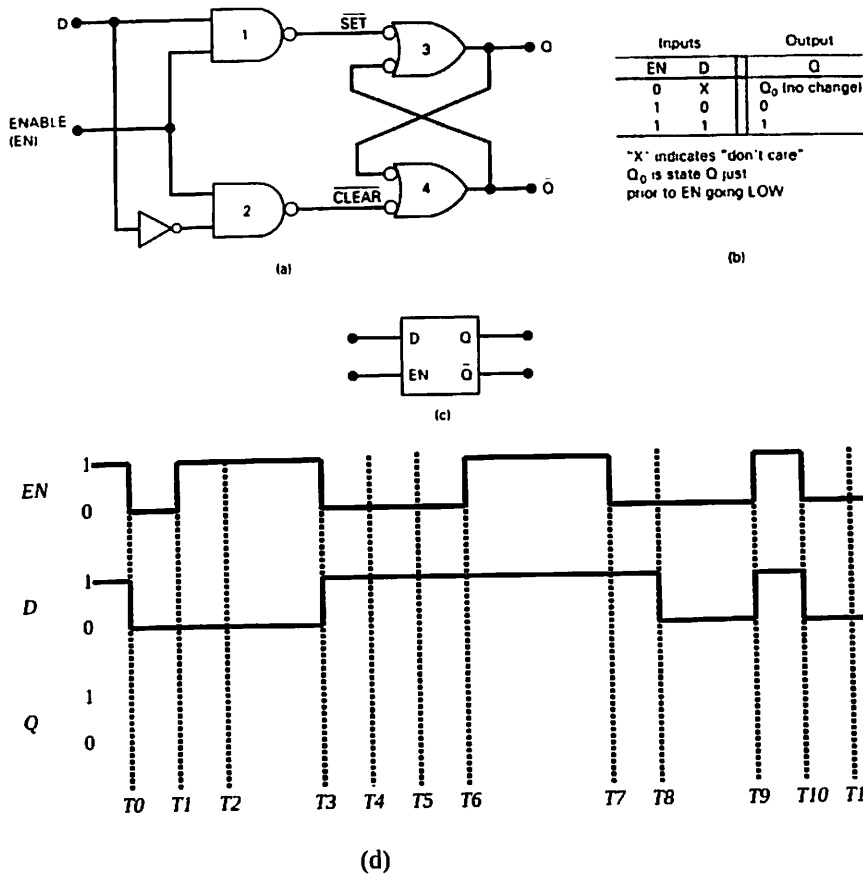 D
1
SET
3
Q
ENABLE
(EN)
2
CLEAR
4
Q̄
(a)
Inputs Output
EN D Q
0 X Q₀ (no change)
1 0 0
1 1 1
"X" indicates "don't care"
Q₀ is state Q just
prior to EN going LOW
(b)
D Q
EN Q̄
(c)
1
EN
0
1
D
0
1
Q
0
T0 T1 T2 T3 T4 T5 T6 T7 T8 T9 T10 T1
(d)